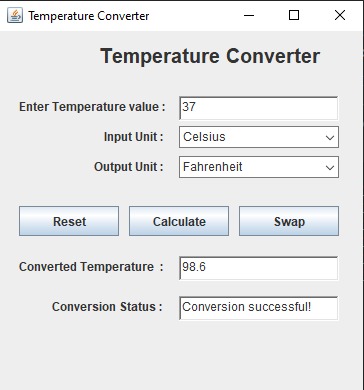 Temperature Converter
Temperature Converter
Enter Temperature value : 37
Input Unit : Celsius
Output Unit : Fahrenheit
Reset Calculate Swap
Converted Temperature : 98.6
Conversion Status : Conversion successful!